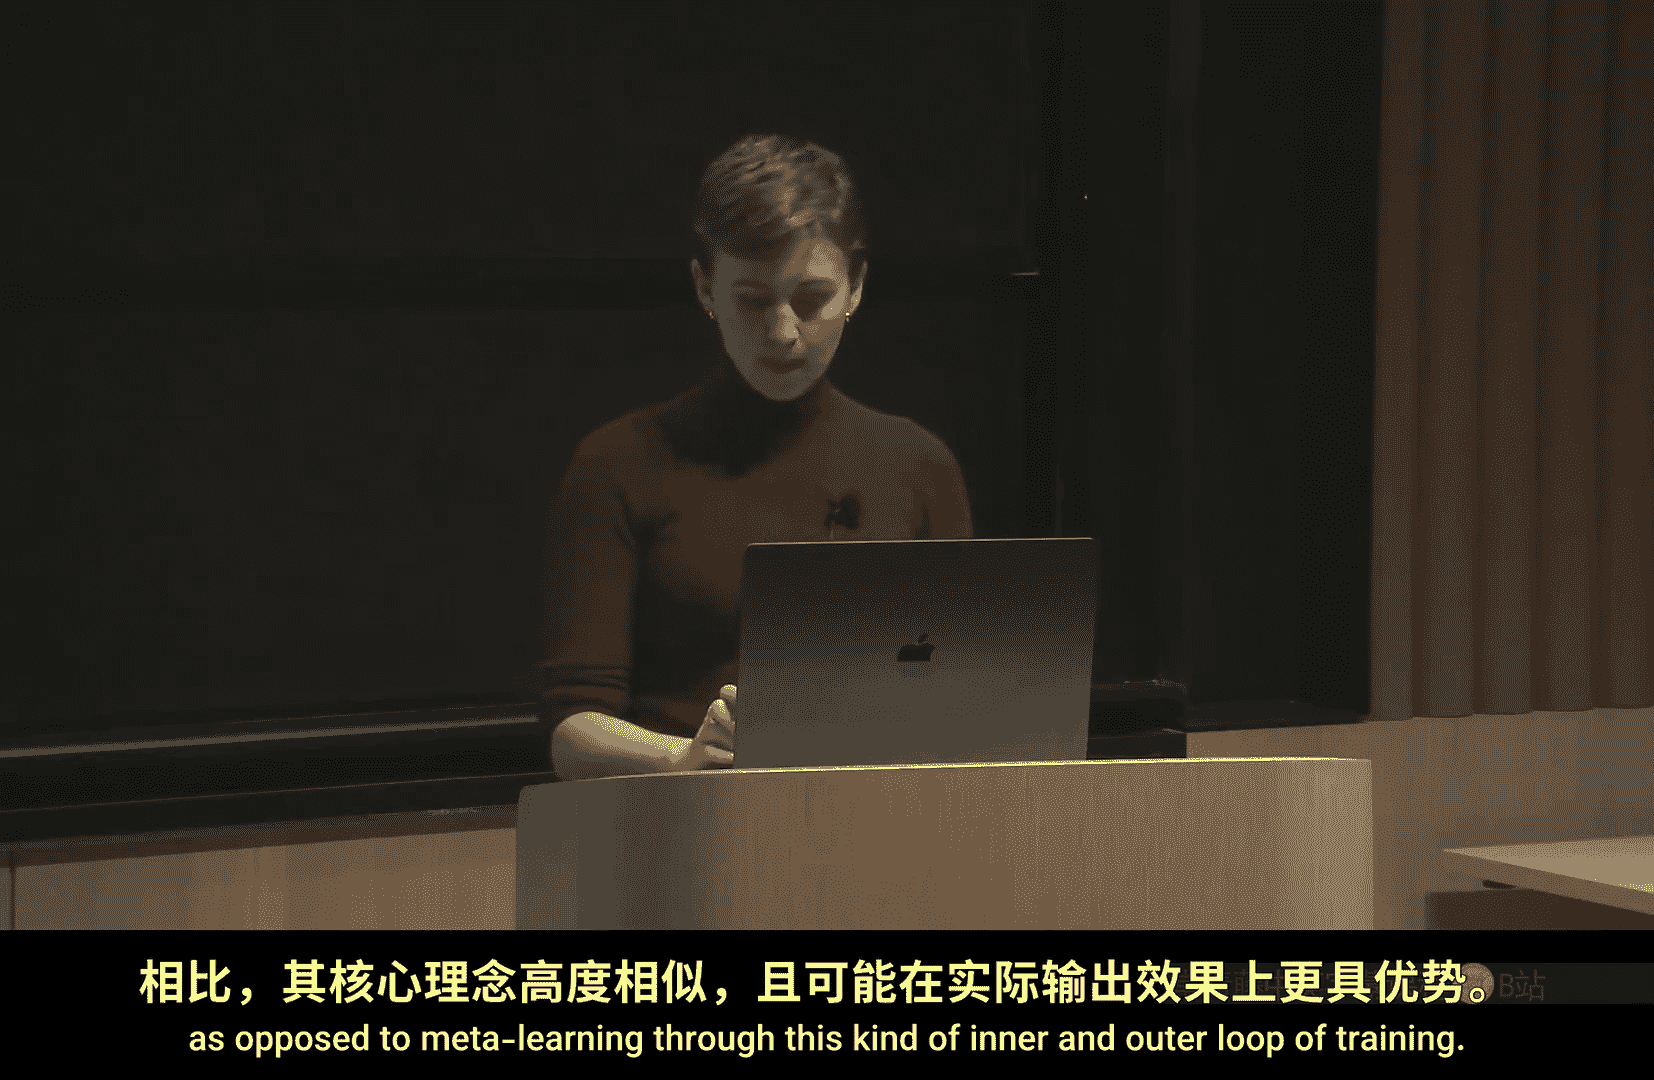 相比，其核心理念高度相似，且可能在实际输出效果上更具优势。
B站
as opposed to meta-learning through this kind of inner and outer loop of training.